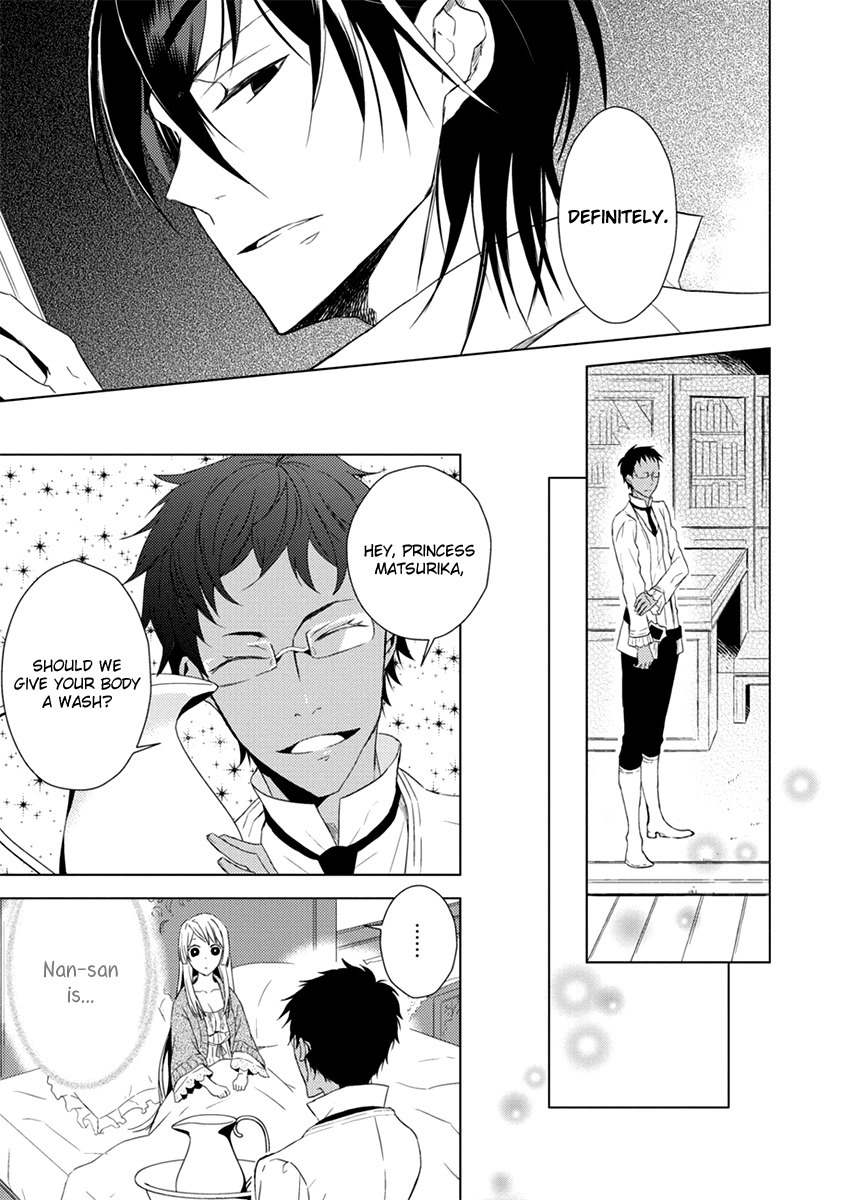 DEFINITELY.
HEY, PRINCESS
MATSURIKA,
SHOULD WE
GIVE YOUR BODY
A WASH?
......
Nan-san
is...